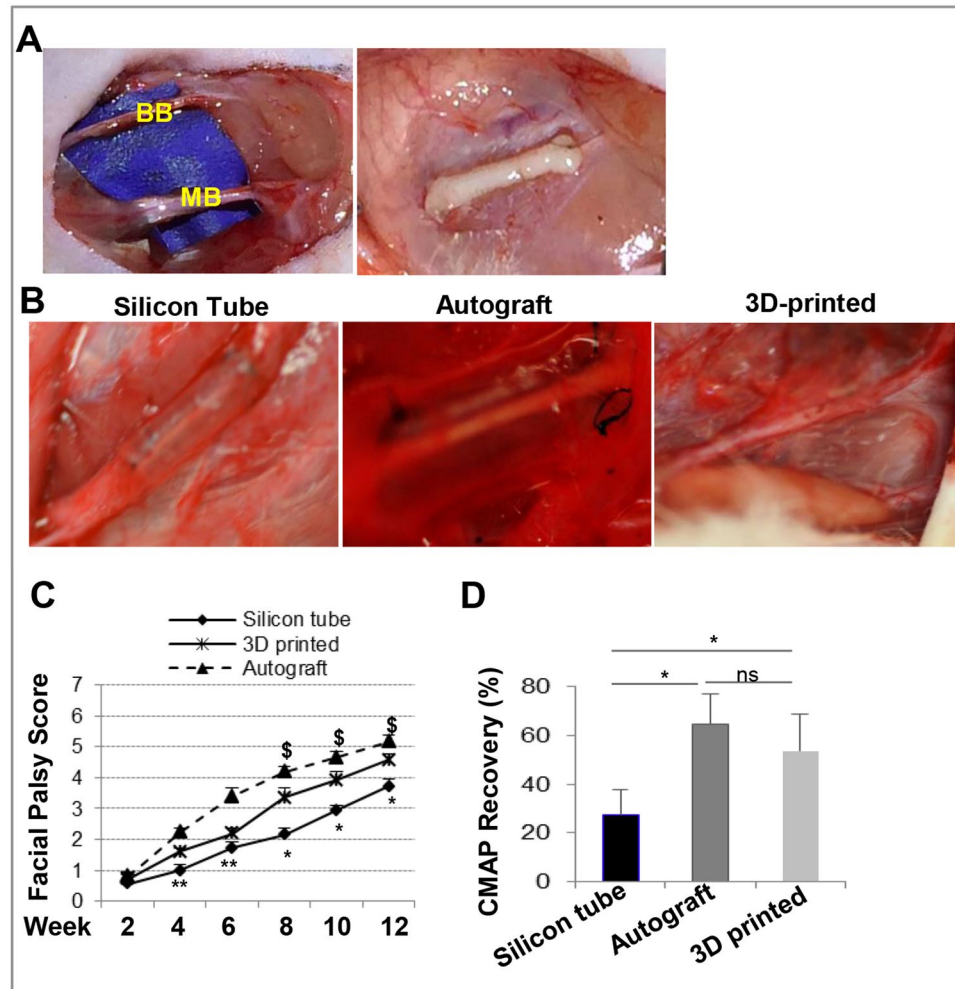 A
BB
MB
B
Silicon Tube
Autograft
3D-printed
C
Silicon tube
3D printed
Autograft
Facial Palsy Score
7
6
5
4
3
2
1
0
$
$
$
**
**
*
*
*
Week 2 4 6 8 10 12
D
*
*
ns
CMAP Recovery (%)
80
60
40
20
0
Silicon tube
Autograft
3D printed